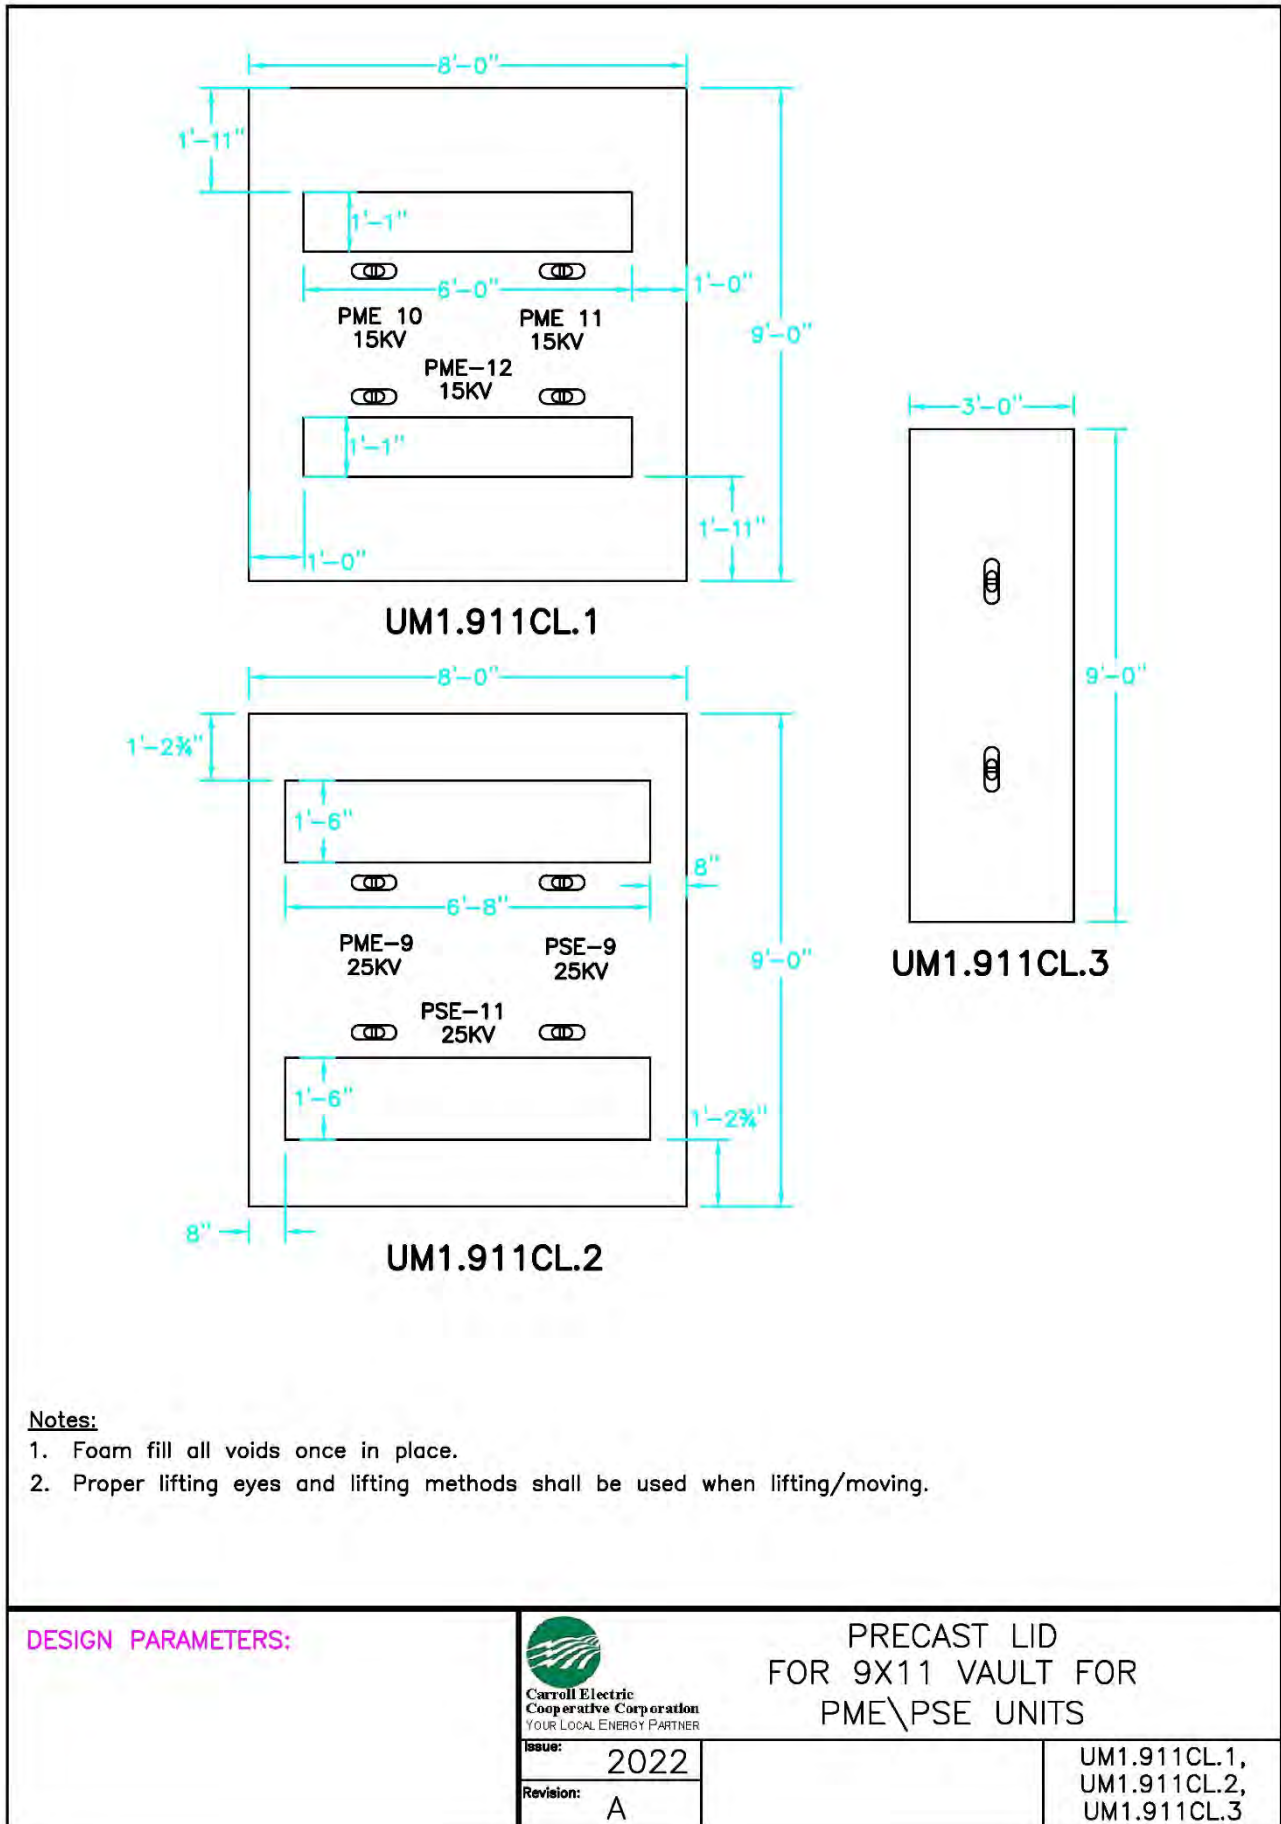 8'-0"
1'-11"
1'-1"
6'-0"
1'-0"
PME 10
15KV
PME 11
15KV
9'-0"
PME-12
15KV
1'-1"
1'-11"
1'-0"
UM1.911CL.1
3'-0"
9'-0"
UM1.911CL.3
8'-0"
1'-2¾"
1'-6"
8"
6'-8"
PME-9
25KV
PSE-9
25KV
9'-0"
PSE-11
25KV
1'-6"
1'-2¾"
8"
UM1.911CL.2
Notes:
1. Foam fill all voids once in place.
2. Proper lifting eyes and lifting methods shall be used when lifting/moving.
DESIGN PARAMETERS:
Carroll Electric
Cooperative Corporation
YOUR LOCAL ENERGY PARTNER
PRECAST LID
FOR 9X11 VAULT FOR
PME\PSE UNITS
Issue:
2022
Revision:
A
UM1.911CL.1,
UM1.911CL.2,
UM1.911CL.3